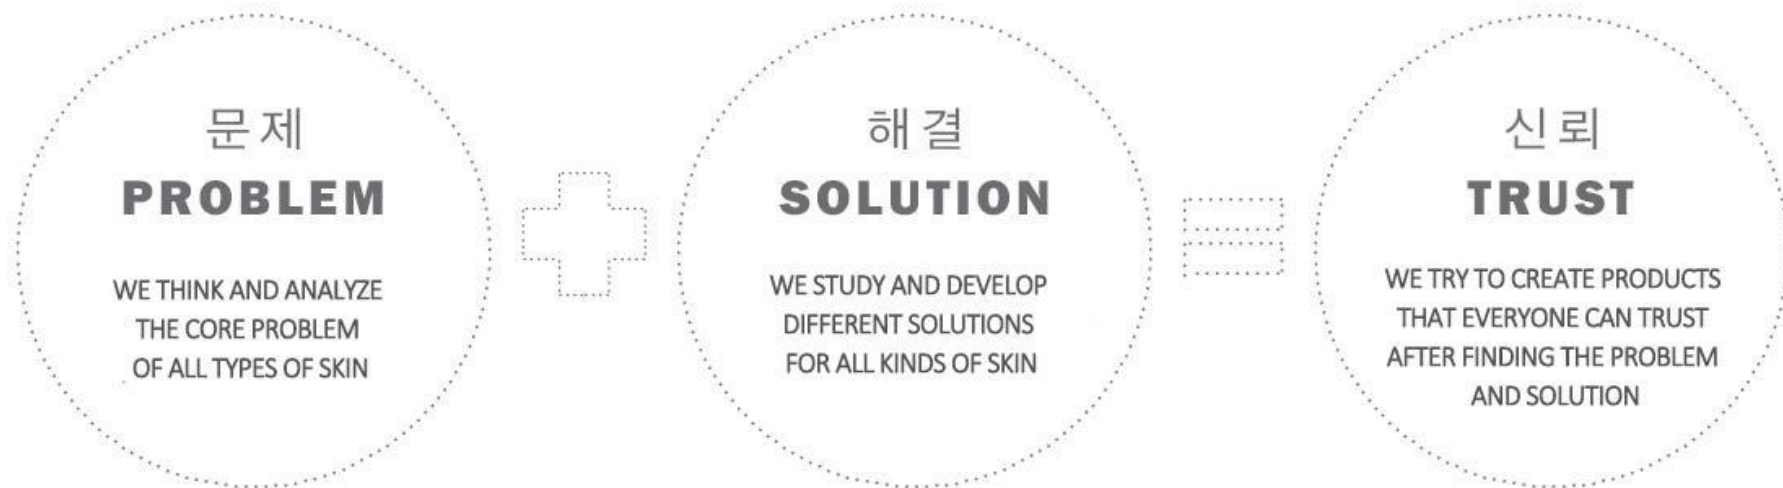 문제
PROBLEM
WE THINK AND ANALYZE
THE CORE PROBLEM
OF ALL TYPES OF SKIN
해결
SOLUTION
WE STUDY AND DEVELOP
DIFFERENT SOLUTIONS
FOR ALL KINDS OF SKIN
신뢰
TRUST
WE TRY TO CREATE PRODUCTS
THAT EVERYONE CAN TRUST
AFTER FINDING THE PROBLEM
AND SOLUTION